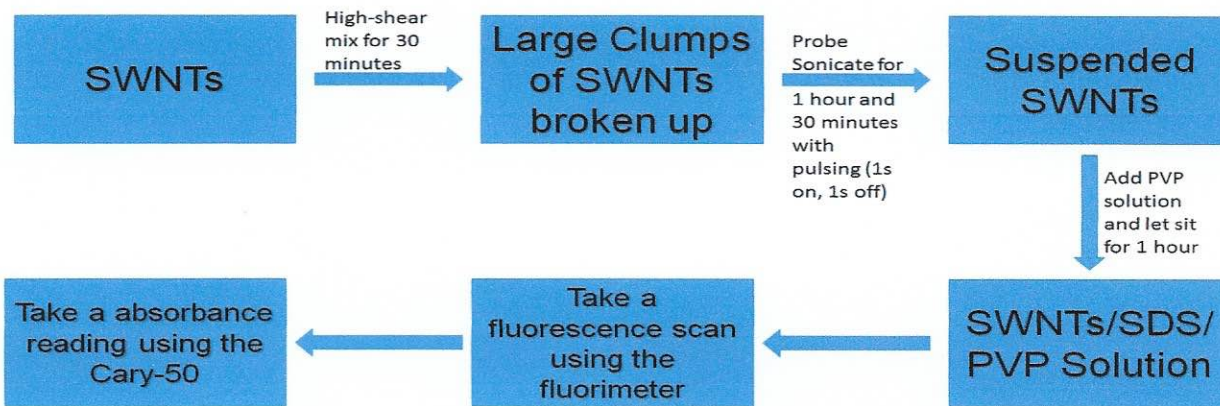 SWNTs
High-shear
mix for 30
minutes
Large Clumps
of SWNTs
broken up
Probe
Sonicate for
1 hour and
30 minutes
with
pulsing (1s
on, 1s off)
Suspended
SWNTs
Add PVP
solution
and let sit
for 1 hour
SWNTs/SDS/
PVP Solution
Take a
fluorescence scan
using the
fluorimeter
Take a absorbance
reading using the
Cary-50